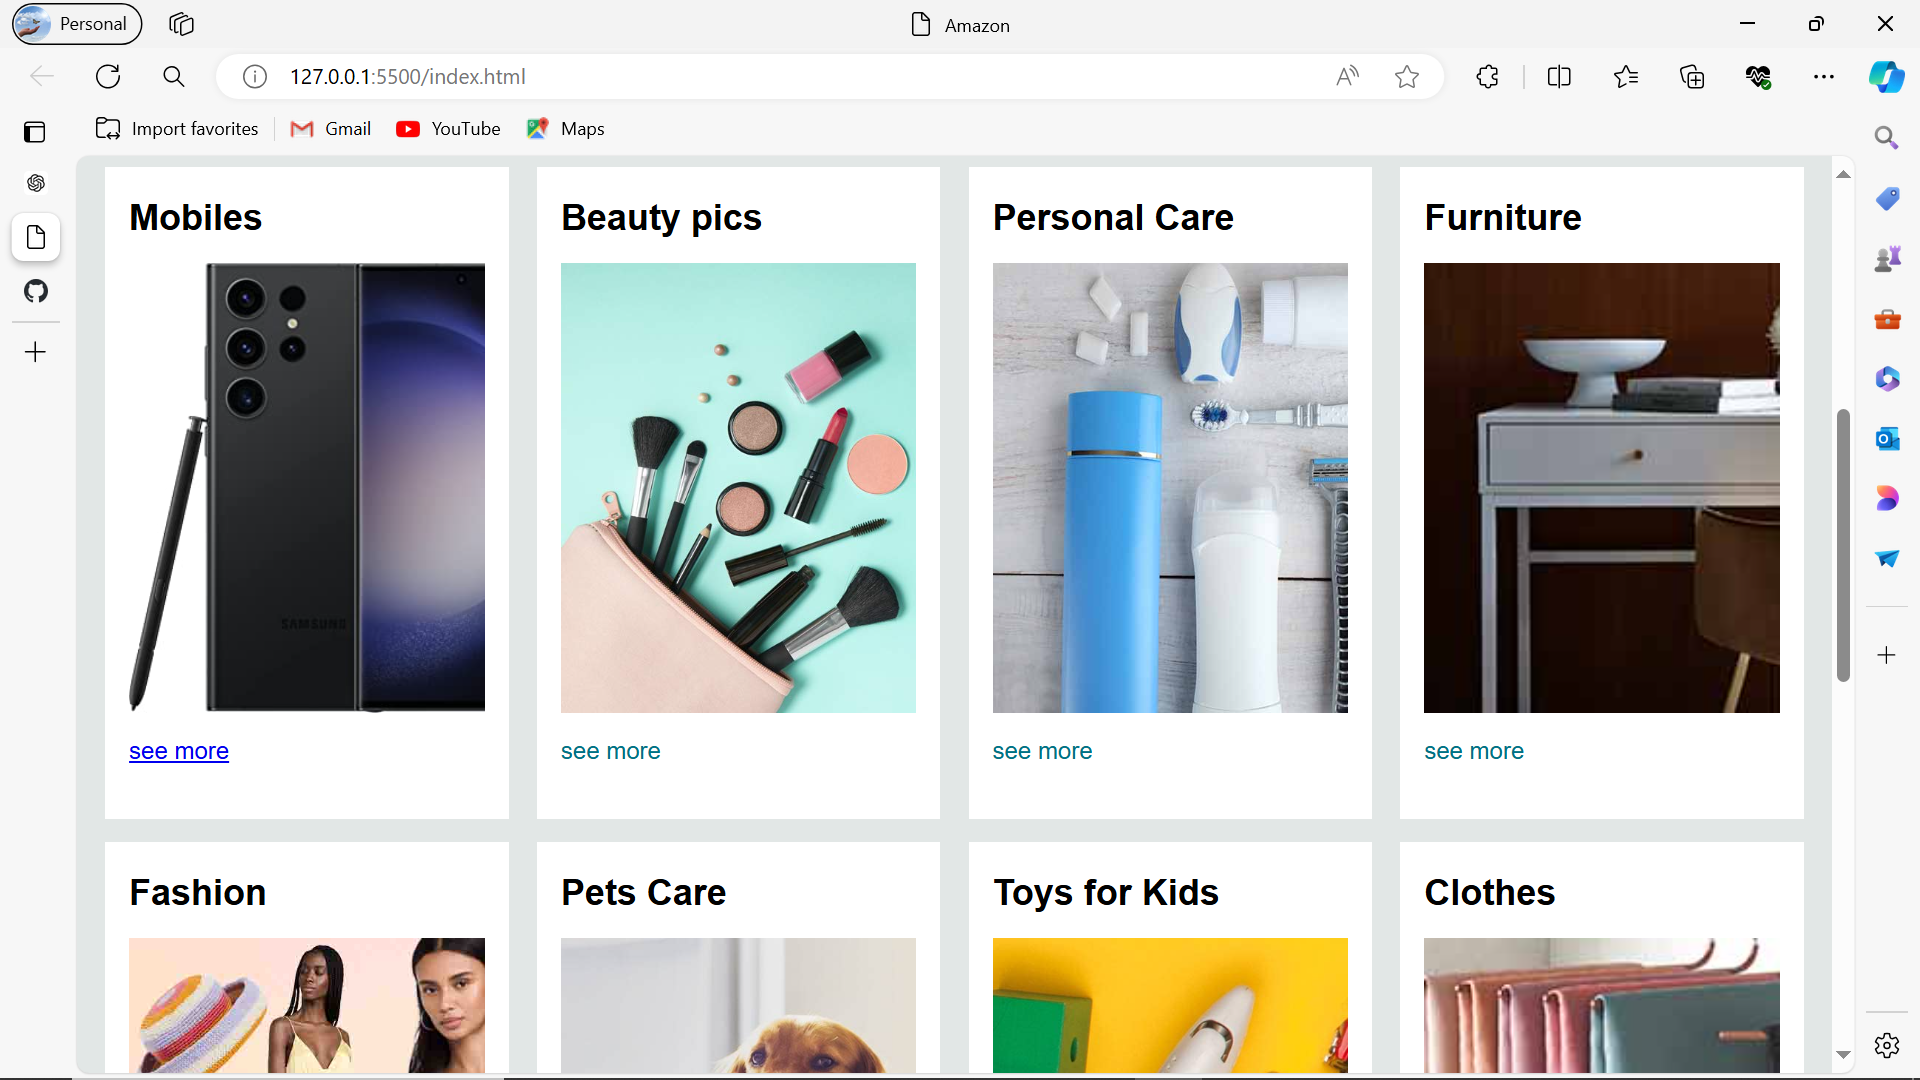 Personal
Amazon
127.0.0.1:5500/index.html
Import favorites
Gmail
YouTube
Maps
Mobiles
Beauty pics
Personal Care
Furniture
SAMSUNG
see more
see more
see more
see more
Fashion
Pets Care
Toys for Kids
Clothes